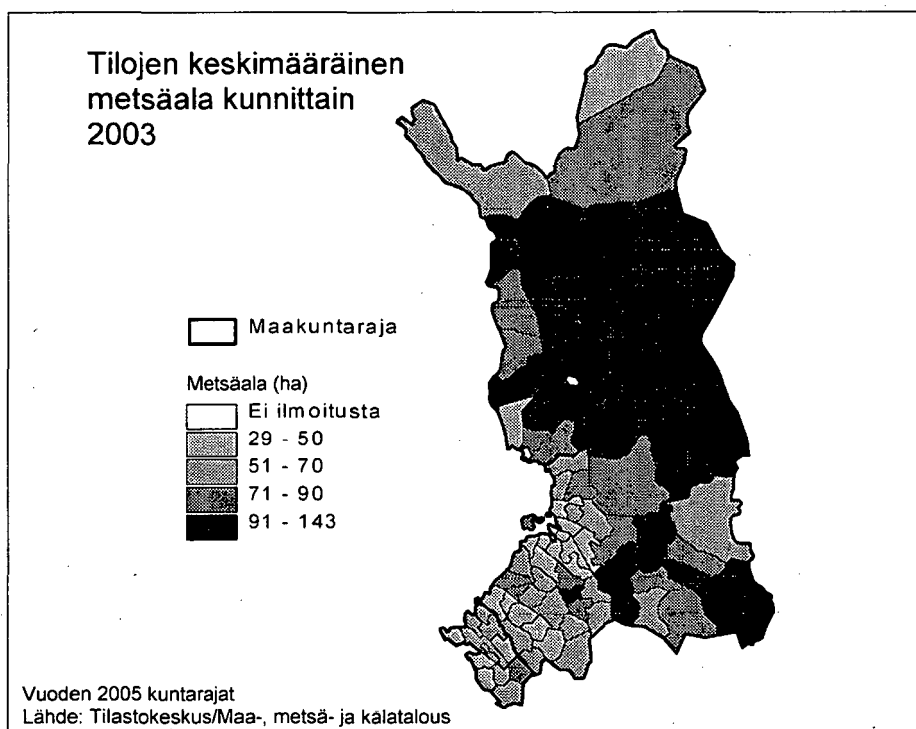 Tilojen keskimääräinen
metsäala kunnittain
2003
Maakuntaraja
Metsäala (ha)
Ei ilmoitusta
29 - 50
51 - 70
71 - 90
91 - 143
Vuoden 2005 kuntarajat
Lähde: Tilastokeskus/Maa-, metsä- ja kalatalous